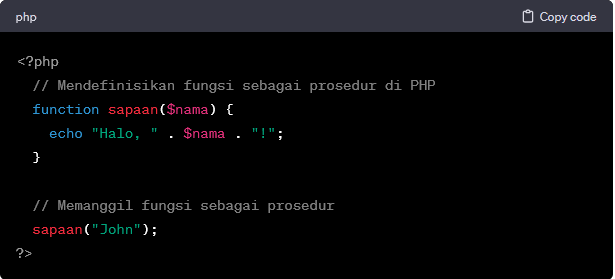 php Copy code
<?php
// Mendefinisikan fungsi sebagai prosedur di PHP
function sapaan($nama) {
echo "Halo, " . $nama . "!";
}
// Memanggil fungsi sebagai prosedur
sapaan("John");
?>